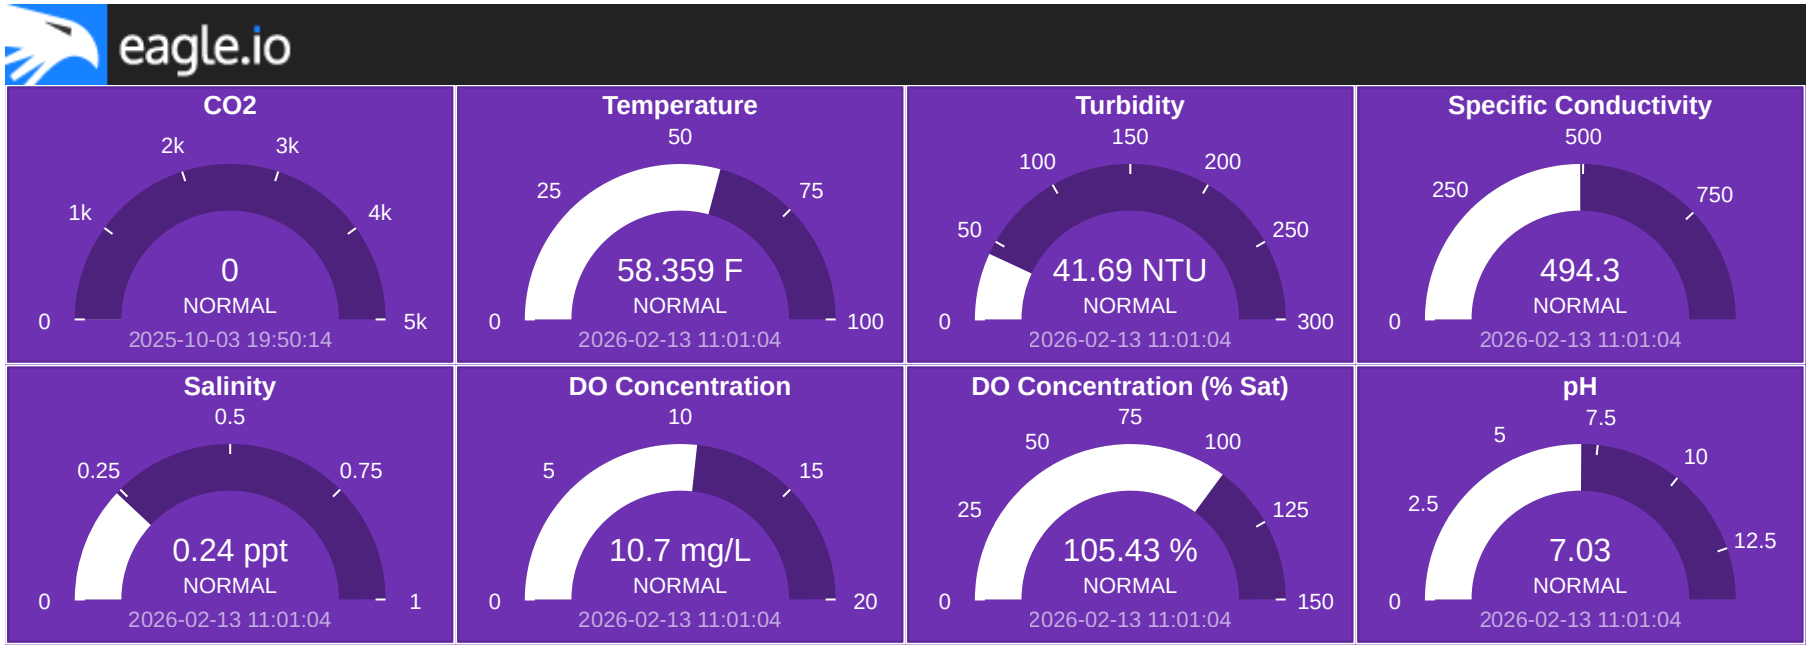 eagle.io
CO2
0
1k
2k
3k
4k
5k
0
NORMAL
2025-10-03 19:50:14
Temperature
0
25
50
75
100
58.359 F
NORMAL
2026-02-13 11:01:04
Turbidity
0
50
100
150
200
250
300
41.69 NTU
NORMAL
2026-02-13 11:01:04
Specific Conductivity
0
250
500
750
494.3
NORMAL
2026-02-13 11:01:04
Salinity
0
0.25
0.5
0.75
1
0.24 ppt
NORMAL
2026-02-13 11:01:04
DO Concentration
0
5
10
15
20
10.7 mg/L
NORMAL
2026-02-13 11:01:04
DO Concentration (% Sat)
0
25
50
75
100
125
150
105.43 %
NORMAL
2026-02-13 11:01:04
pH
0
2.5
5
7.5
10
12.5
7.03
NORMAL
2026-02-13 11:01:04